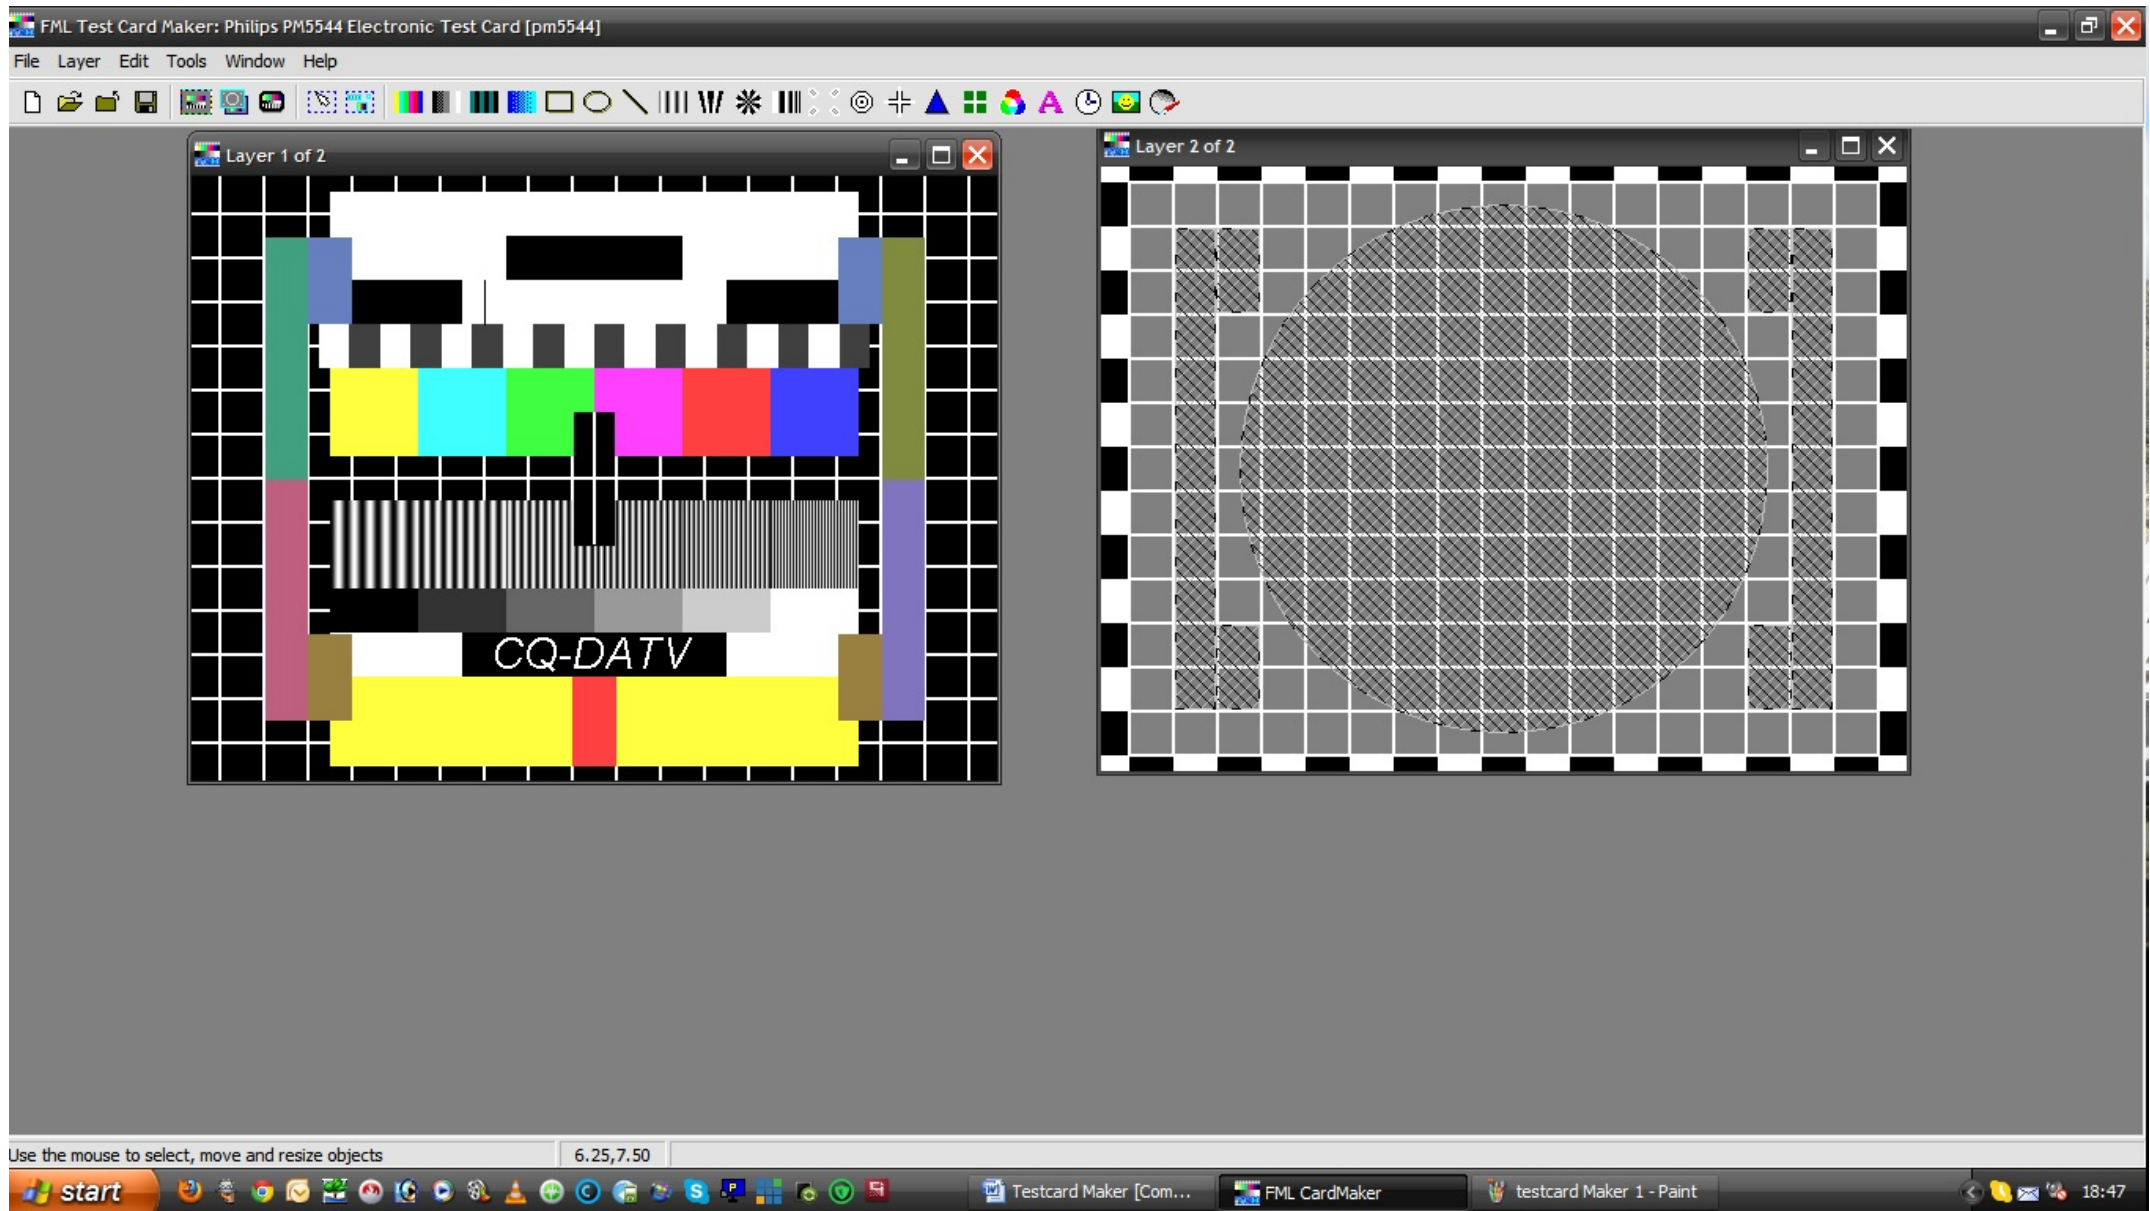 FML Test Card Maker: Philips PM5544 Electronic Test Card [pm5544]
File Layer Edit Tools Window Help
Layer 1 of 2
Layer 2 of 2
CQ-DATV
Use the mouse to select, move and resize objects 6.25,7.50
start Testcard Maker [Com... FML CardMaker testcard Maker 1 - Paint 18:47